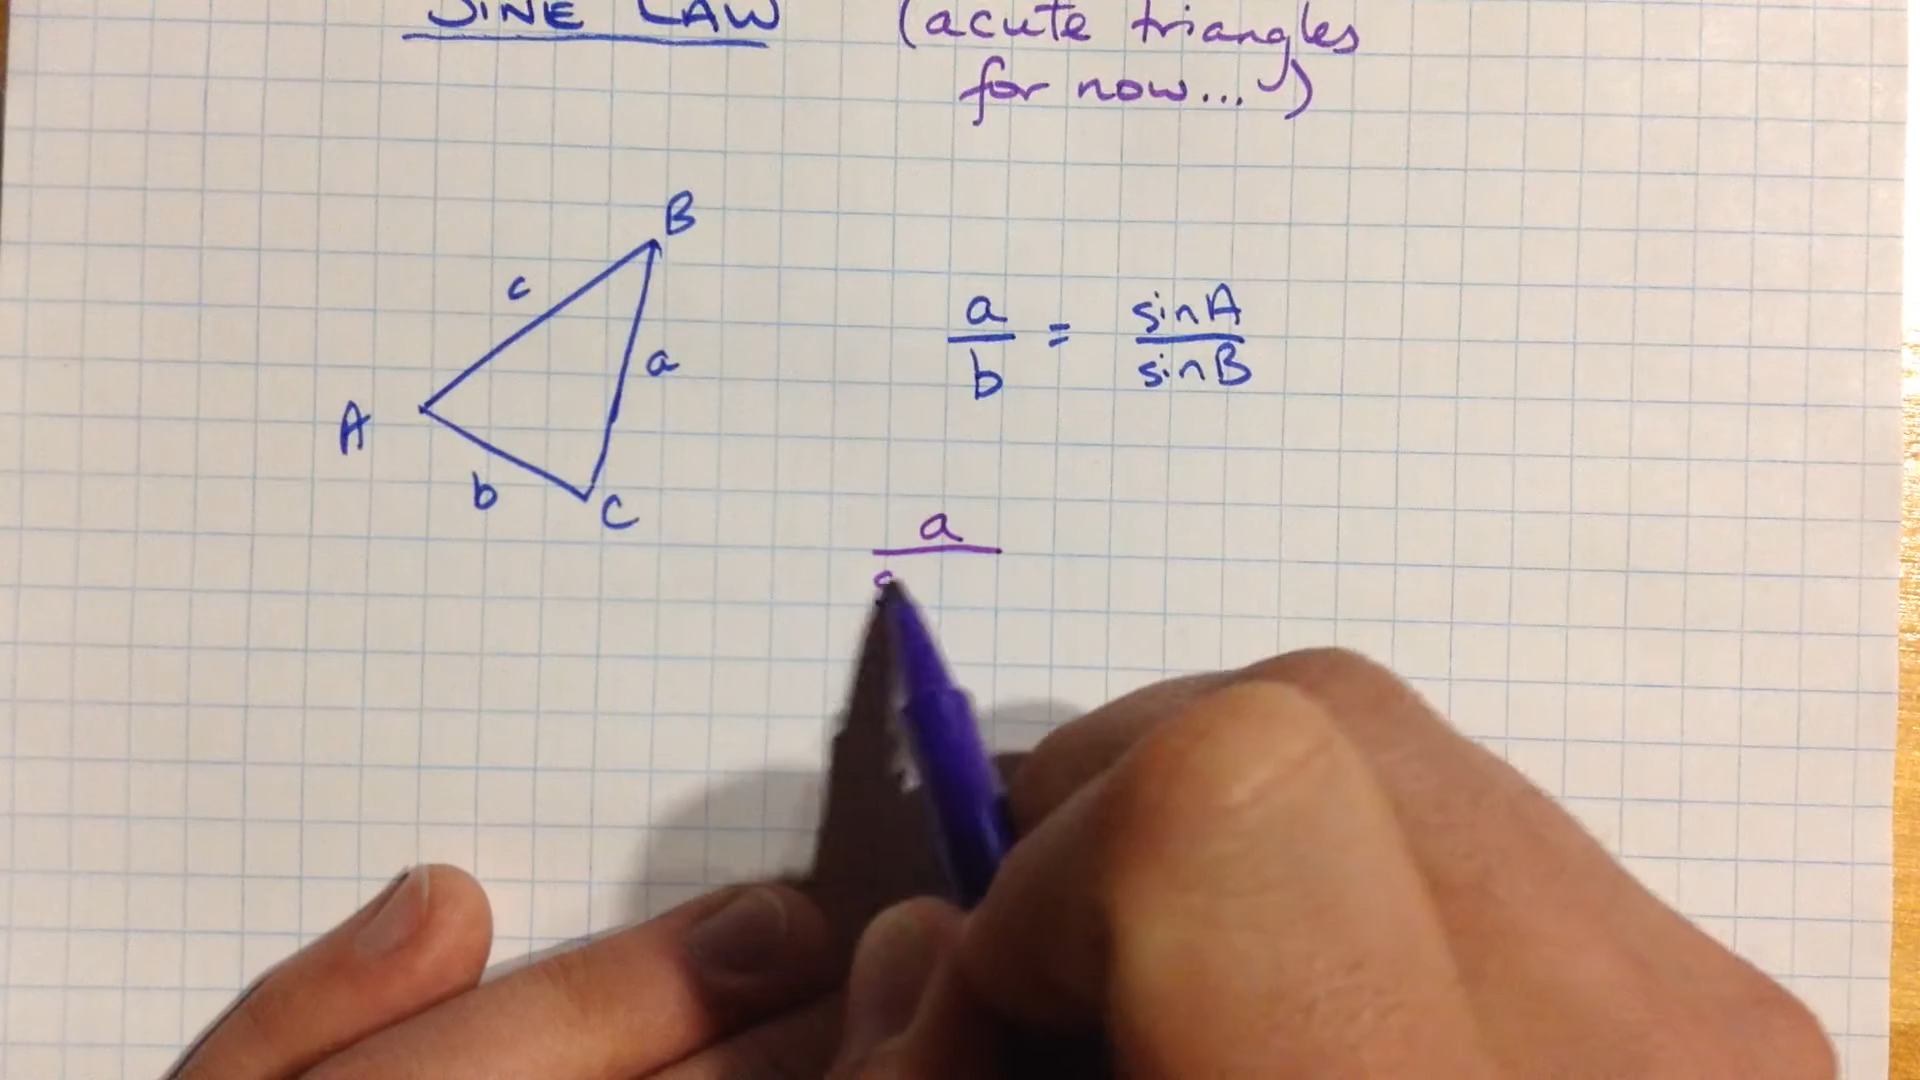 SINE LAW (acute triangles
for now...)
B
c
a
A
b
C
a/b = sinA/sinB
a
s